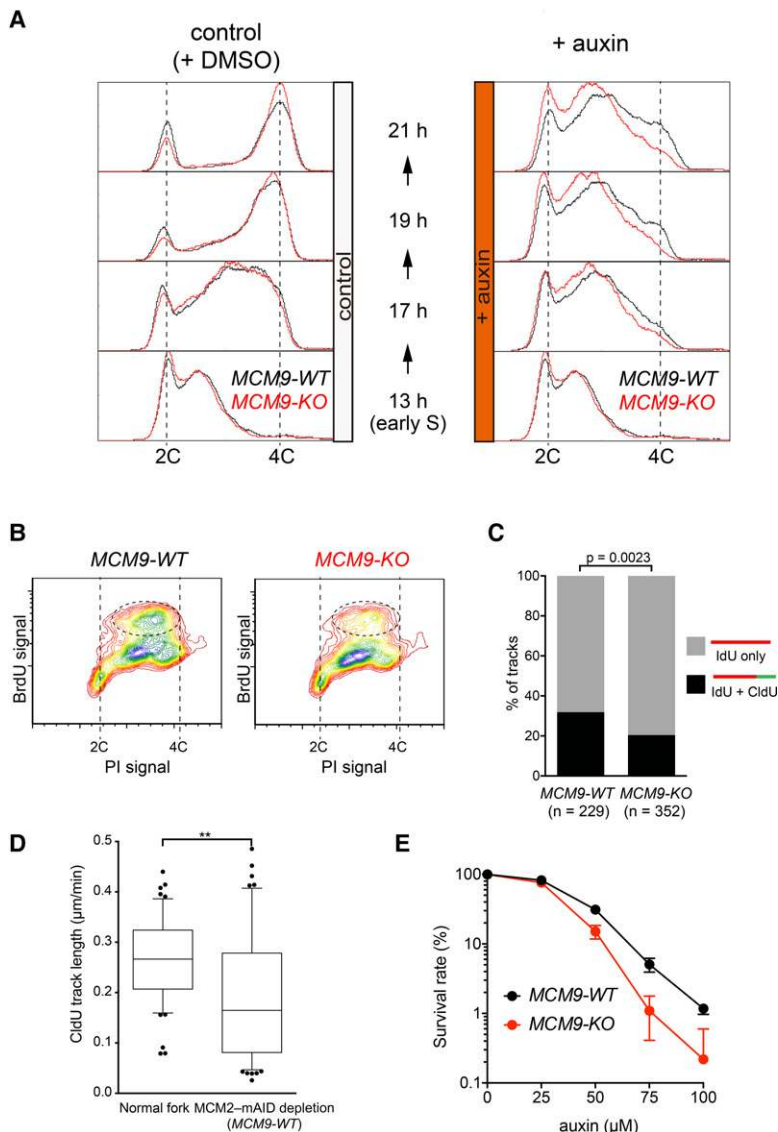 A
control
(+ DMSO)
+ auxin
21 h
19 h
17 h
13 h
(early S)
control
+ auxin
MCM9-WT
MCM9-KO
MCM9-WT
MCM9-KO
2C
4C
2C
4C
B
MCM9-WT
MCM9-KO
BrdU signal
BrdU signal
2C
4C
2C
4C
PI signal
PI signal
C
p = 0.0023
100
80
60
40
20
0
% of tracks
IdU only
IdU + CldU
MCM9-WT
(n = 229)
MCM9-KO
(n = 352)
D
**
0.5
0.4
0.3
0.2
0.1
0.0
CldU track length (μm/min)
Normal fork
MCM2–mAID depletion
(MCM9-WT)
E
100
10
1
0.1
Survival rate (%)
MCM9-WT
MCM9-KO
0
25
50
75
100
auxin (μM)